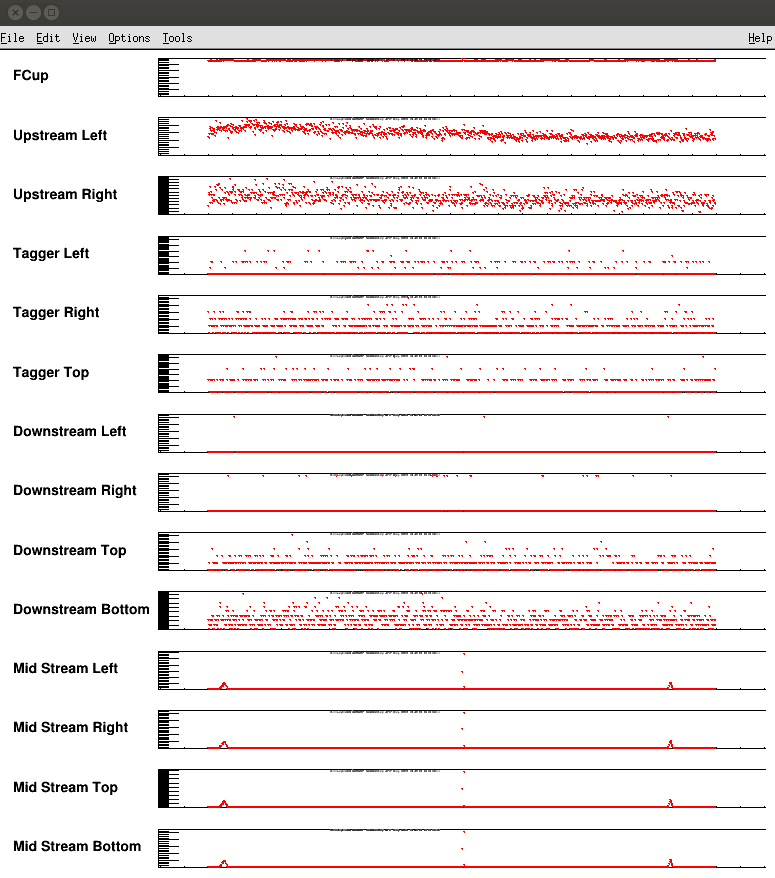 File Edit View Options Tools Help
FCup
Upstream Left
Upstream Right
Tagger Left
Tagger Right
Tagger Top
Downstream Left
Downstream Right
Downstream Top
Downstream Bottom
Mid Stream Left
Mid Stream Right
Mid Stream Top
Mid Stream Bottom